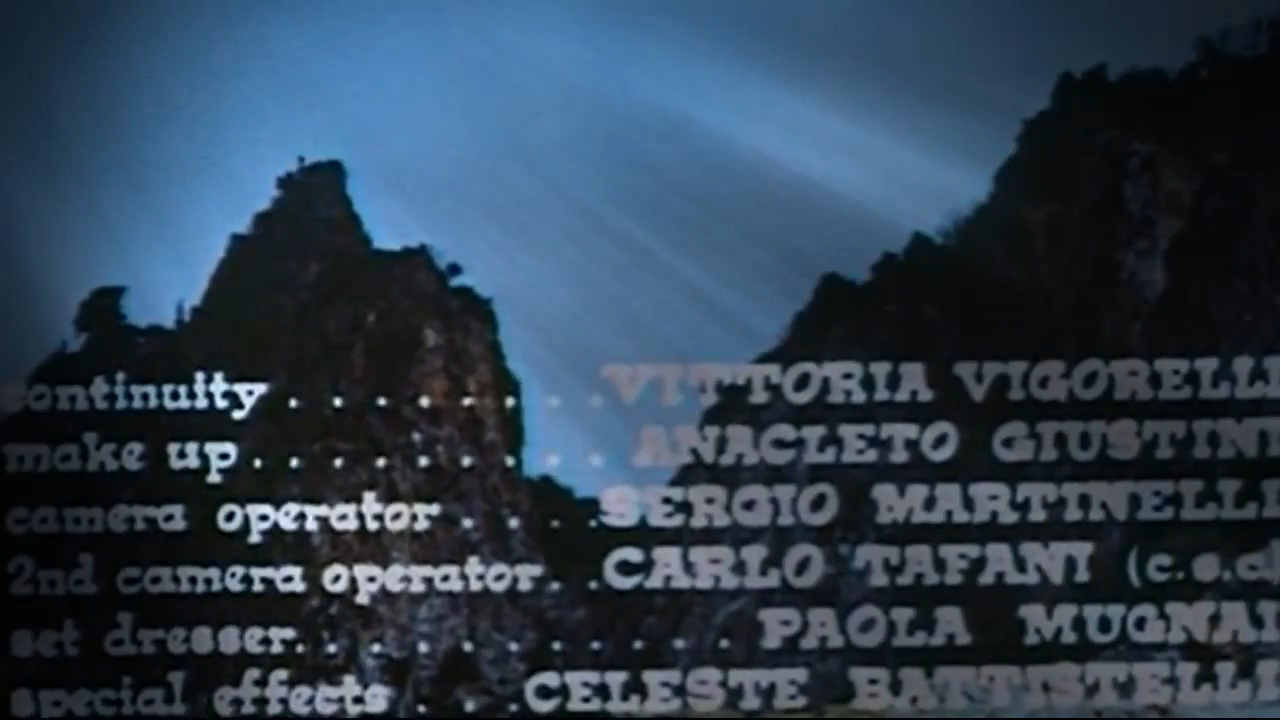 continuity . . . . . . . . .VITTORIA VIGORELLI
make up . . . . . . . . . ANACLETO GIUSTINI
camera operator . . . .SERGIO MARTINELLI
2nd camera operator. .CARLO TAFANI (c.s.c)
set dresser. . . . . . . . . . . PAOLA MUGNAI
special effects . . .CELESTE BATTISTELLI